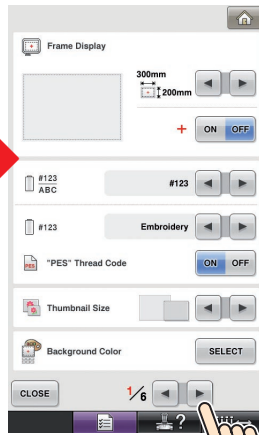 Frame Display
300mm
200mm
+ ON OFF
#123
ABC
#123
#123
Embroidery
PES
"PES" Thread Code
ON OFF
Thumbnail Size
Background Color
SELECT
CLOSE
1/6
?